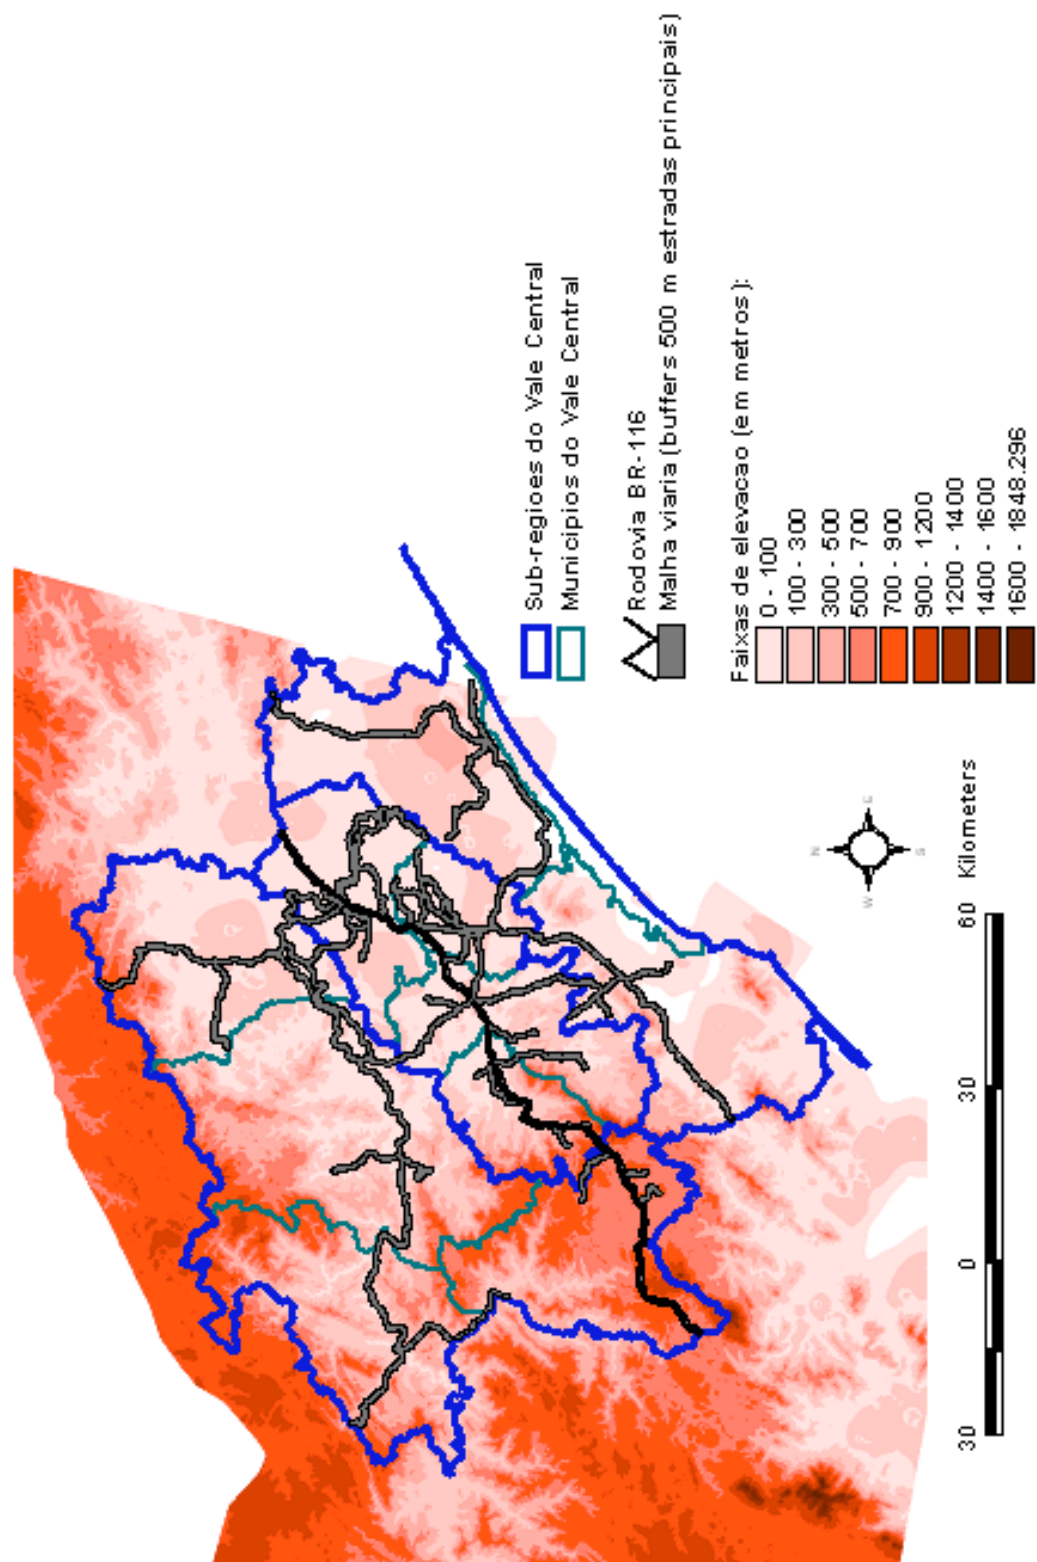 Sub-regioes do Vale Central
Municipios do Vale Central
Rodovia BR-116
Malha viaria (buffers 500 m estradas principais)
Faixas de elevacao (em metros):
0 - 100
100 - 300
300 - 500
500 - 700
700 - 900
900 - 1200
1200 - 1400
1400 - 1600
1600 - 1848.296
N
W
E
S
30 0 30 60 Kilometers